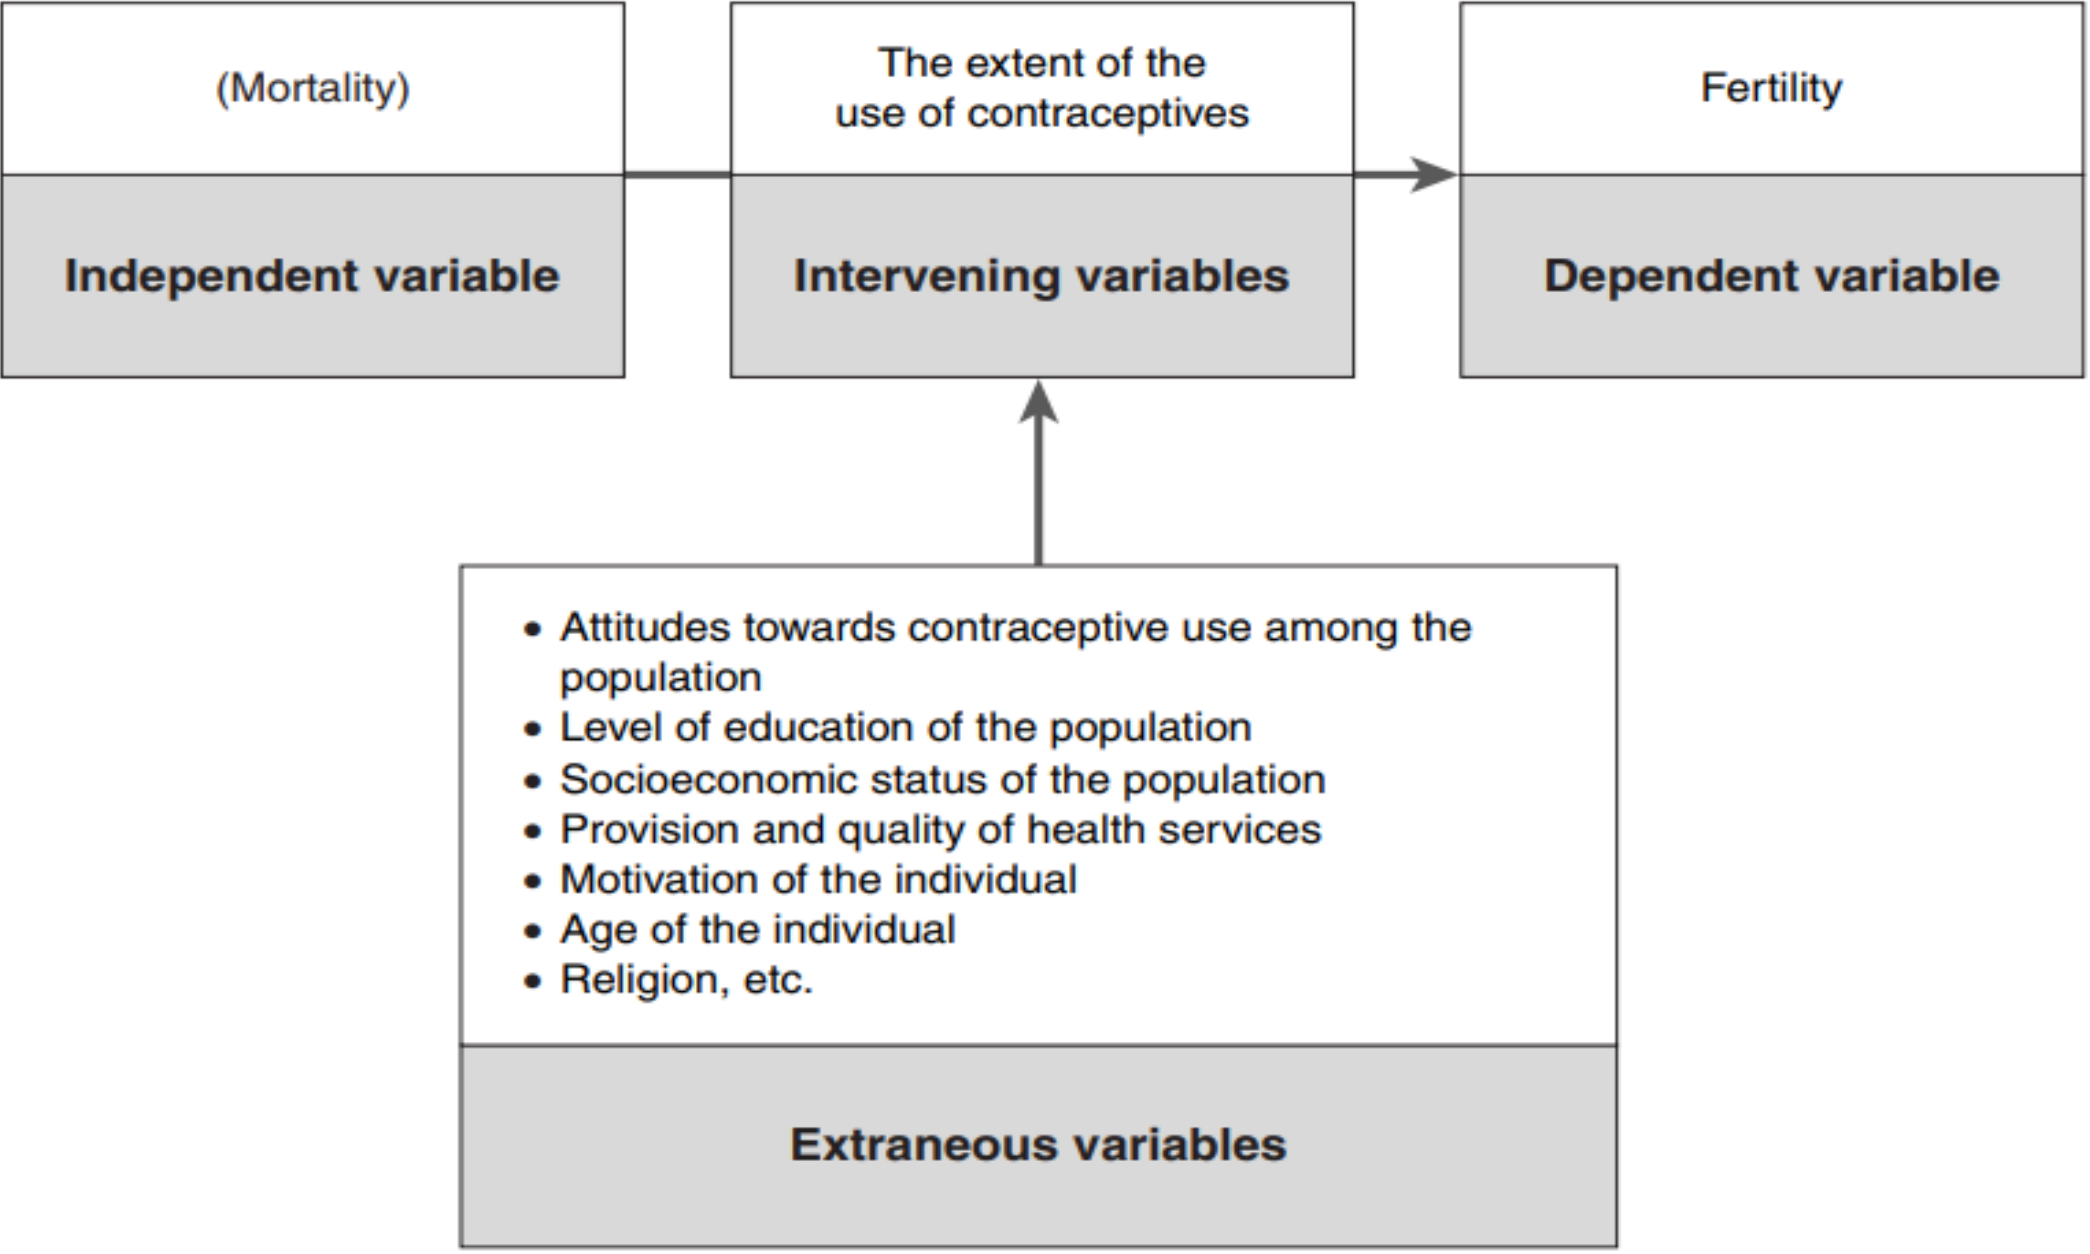 (Mortality)
The extent of the
use of contraceptives
Fertility
Independent variable
Intervening variables
Dependent variable
• Attitudes towards contraceptive use among the
population
• Level of education of the population
• Socioeconomic status of the population
• Provision and quality of health services
• Motivation of the individual
• Age of the individual
• Religion, etc.
Extraneous variables